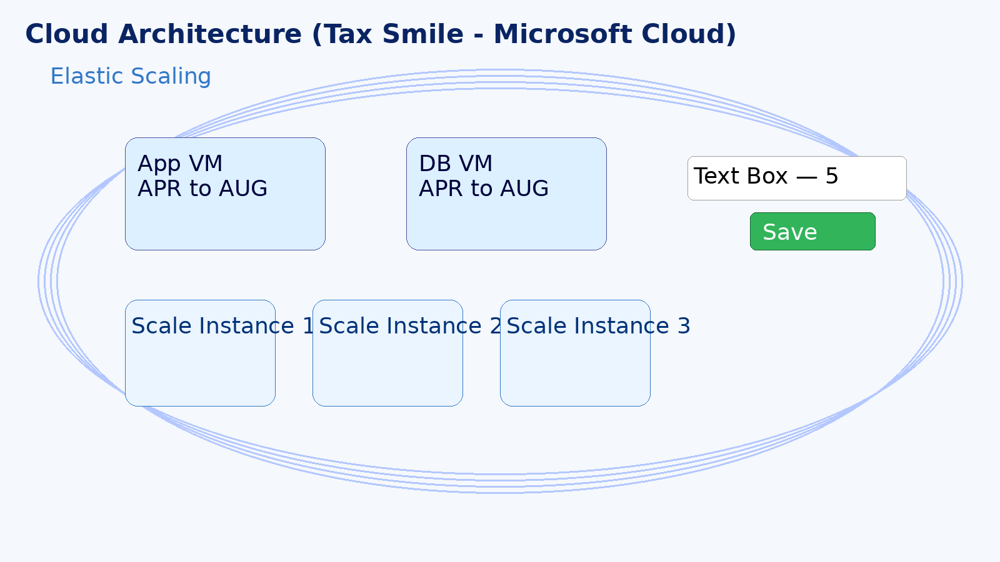 Cloud Architecture (Tax Smile - Microsoft Cloud)
Elastic Scaling
App VM
APR to AUG
DB VM
APR to AUG
Text Box — 5
Save
Scale Instance 1
Scale Instance 2
Scale Instance 3